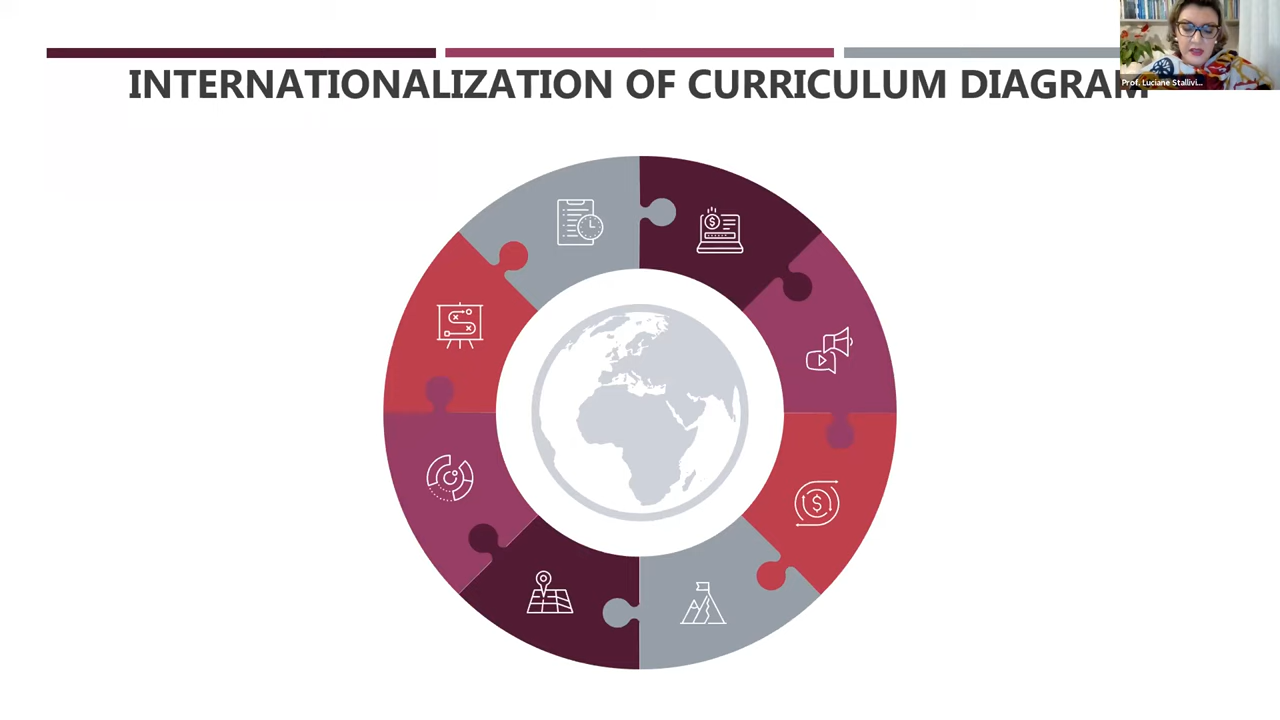 INTERNATIONALIZATION OF CURRICULUM DIAGRAM
Prof. Luciane Stallivi...